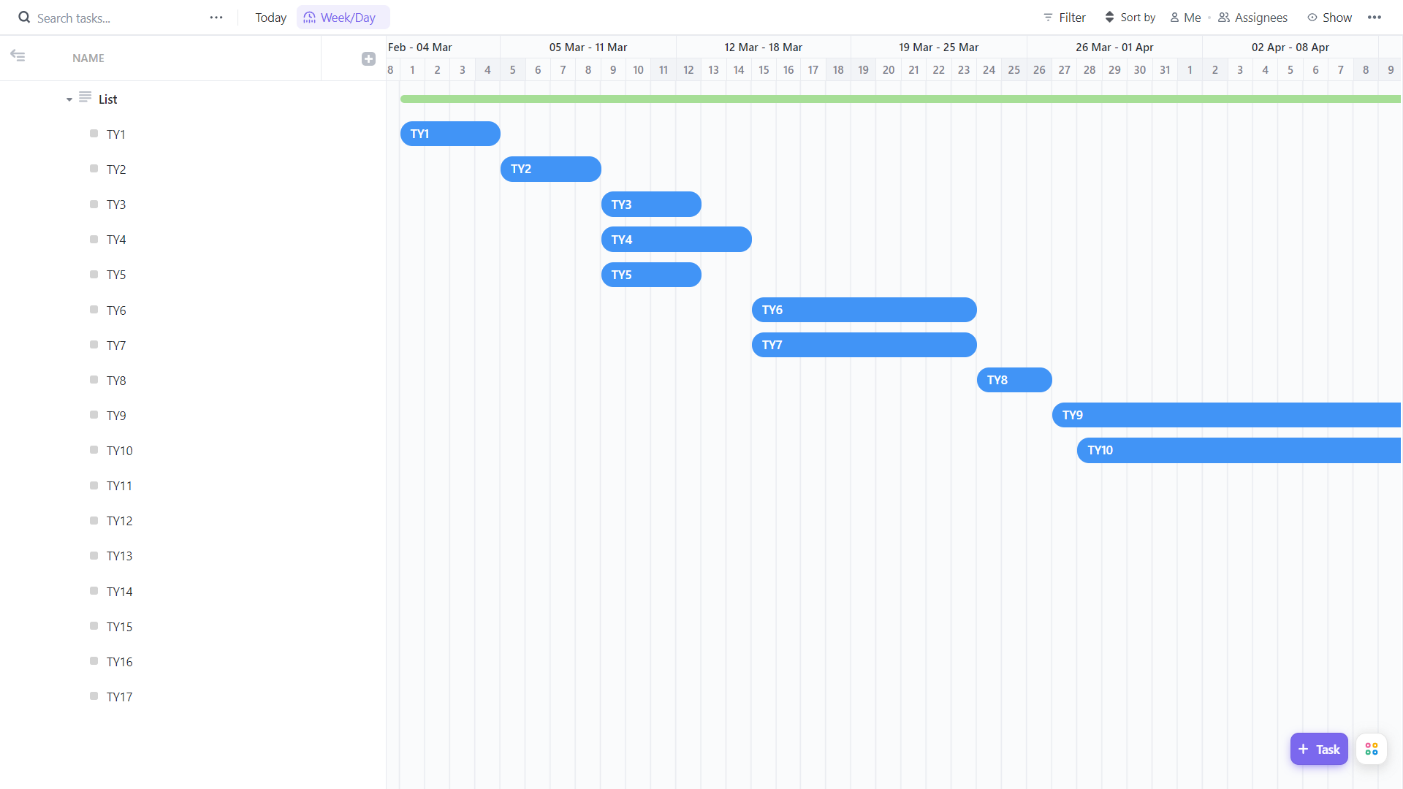 Search tasks... Today Week/Day Filter Sort by Me Assignees Show
NAME Feb - 04 Mar 05 Mar - 11 Mar 12 Mar - 18 Mar 19 Mar - 25 Mar 26 Mar - 01 Apr 02 Apr - 08 Apr
8 1 2 3 4 5 6 7 8 9 10 11 12 13 14 15 16 17 18 19 20 21 22 23 24 25 26 27 28 29 30 31 1 2 3 4 5 6 7 8 9
List
TY1 TY1
TY2 TY2
TY3 TY3
TY4 TY4
TY5 TY5
TY6 TY6
TY7 TY7
TY8 TY8
TY9 TY9
TY10 TY10
TY11
TY12
TY13
TY14
TY15
TY16
TY17
+ Task